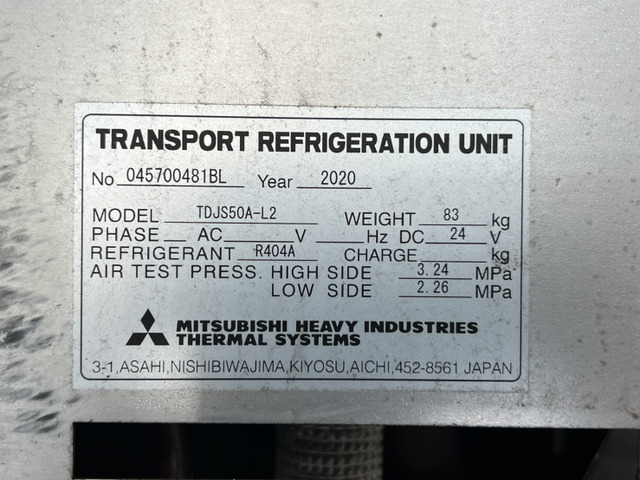 TRANSPORT REFRIGERATION UNIT
No 045700481BL Year 2020
MODEL TDJS50A-L2 WEIGHT 83 kg
PHASE AC V Hz DC 24 V
REFRIGERANT R404A CHARGE kg
AIR TEST PRESS. HIGH SIDE 3.24 MPa
LOW SIDE 2.26 MPa
MITSUBISHI HEAVY INDUSTRIES
THERMAL SYSTEMS
3-1,ASAHI,NISHIBIWAJIMA,KIYOSU,AICHI,452-8561 JAPAN